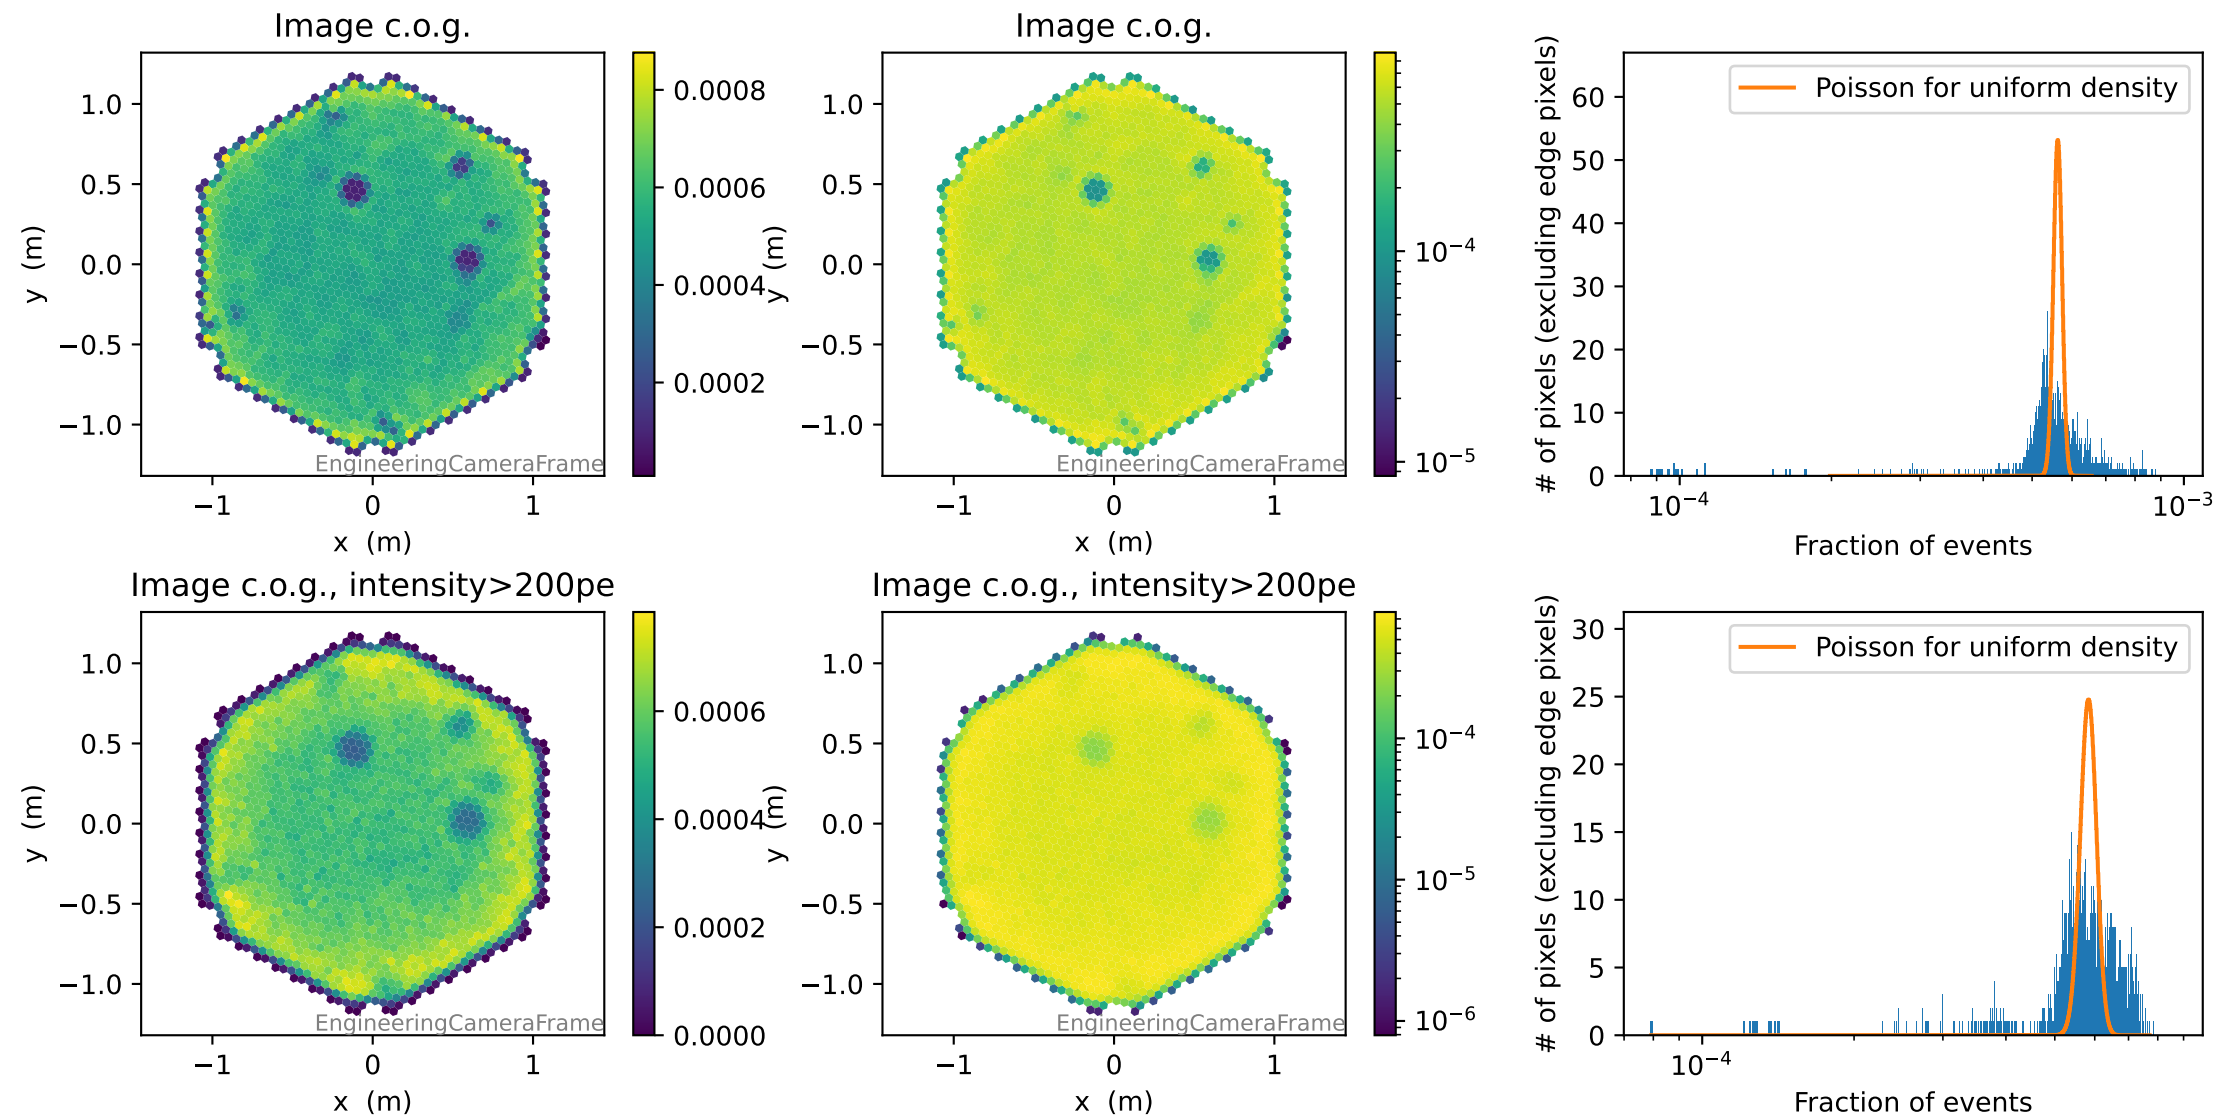 Image c.o.g.
1.0
0.5
0.0
−0.5
−1.0
y (m)
−1
0
1
x (m)
EngineeringCameraFrame
0.0008
0.0006
0.0004
0.0002
Image c.o.g.
1.0
0.5
0.0
−0.5
−1.0
y (m)
−1
0
1
x (m)
EngineeringCameraFrame
10−4
10−5
# of pixels (excluding edge pixels)
60
50
40
30
20
10
0
Poisson for uniform density
10−4
10−3
Fraction of events
Image c.o.g., intensity>200pe
1.0
0.5
0.0
−0.5
−1.0
y (m)
−1
0
1
x (m)
EngineeringCameraFrame
0.0006
0.0004
0.0002
0.0000
Image c.o.g., intensity>200pe
1.0
0.5
0.0
−0.5
−1.0
y (m)
−1
0
1
x (m)
EngineeringCameraFrame
10−4
10−5
10−6
# of pixels (excluding edge pixels)
30
25
20
15
10
5
0
Poisson for uniform density
10−4
Fraction of events